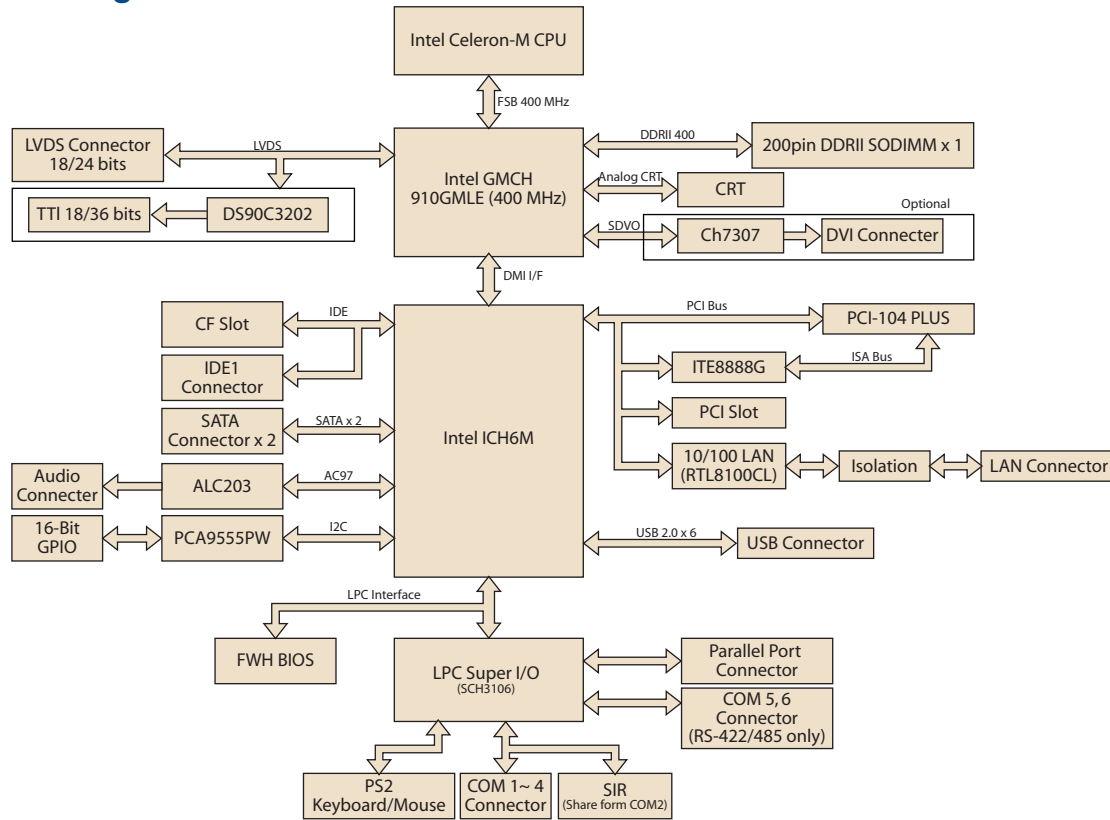 Intel Celeron-M CPU
FSB 400 MHz
LVDS Connector
18/24 bits
LVDS
Intel GMCH
910GMLE (400 MHz)
DDRII 400
200pin DDRII SODIMM x 1
Analog CRT
CRT
Optional
TTl 18/36 bits
DS90C3202
SDVO
Ch7307
DVI Connecter
DMI I/F
CF Slot
IDE
IDE1
Connector
SATA
Connector x 2
SATA x 2
Intel ICH6M
PCI Bus
PCI-104 PLUS
ITE8888G
ISA Bus
PCI Slot
10/100 LAN
(RTL8100CL)
Isolation
LAN Connector
Audio
Connecter
ALC203
AC97
16-Bit
GPIO
PCA9555PW
I2C
USB 2.0 x 6
USB Connector
LPC Interface
FWH BIOS
LPC Super I/O
(SCH3106)
Parallel Port
Connector
COM 5, 6
Connector
(RS-422/485 only)
PS2
Keyboard/Mouse
COM 1~ 4
Connector
SIR
(Share form COM2)